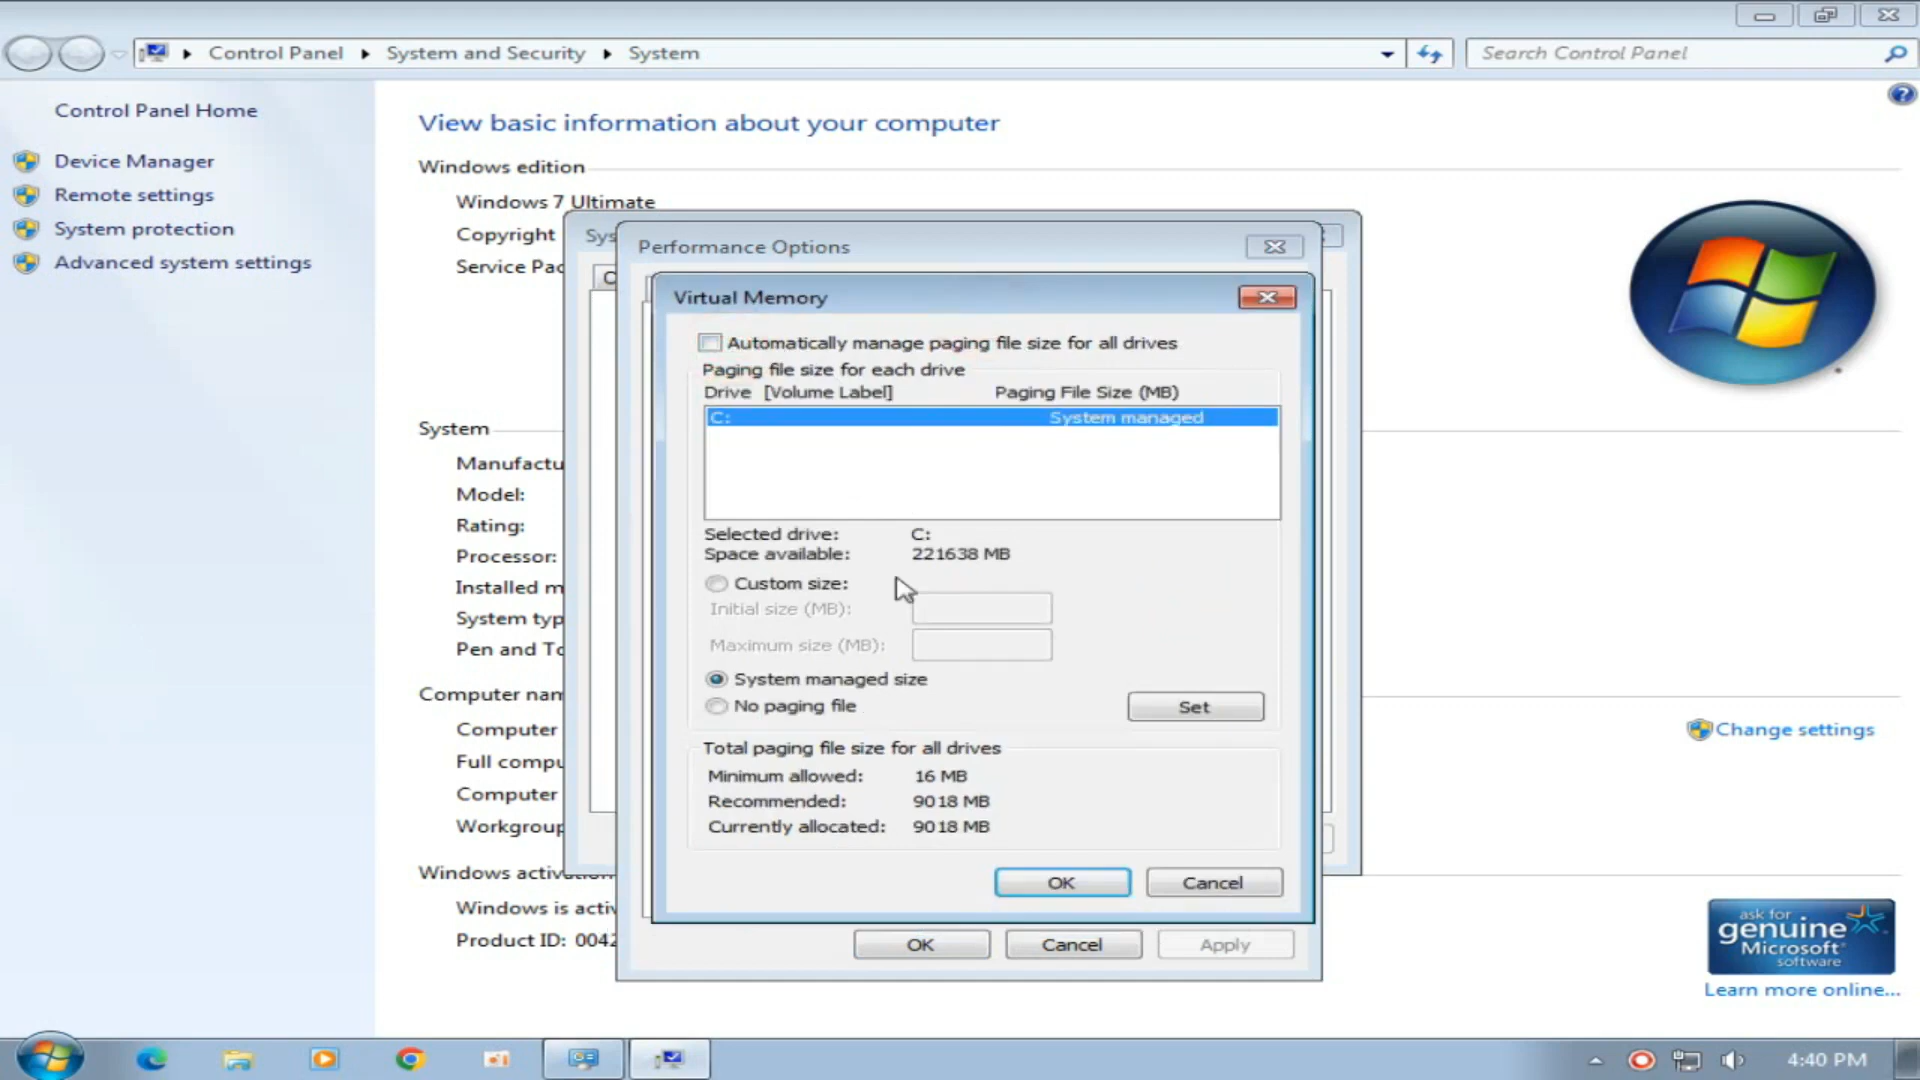 Control Panel ▸ System and Security ▸ System
Search Control Panel
Control Panel Home
Device Manager
Remote settings
System protection
Advanced system settings
View basic information about your computer
Windows edition
Windows 7 Ultimate
Copyright
Service Pac
System
Manufactu
Model:
Rating:
Processor:
Installed m
System typ
Pen and To
Computer nam
Computer
Full compu
Computer
Workgroup
Windows activation
Windows is activ
Product ID: 0042
Sys
Performance Options
Virtual Memory
Automatically manage paging file size for all drives
Paging file size for each drive
Drive [Volume Label] Paging File Size (MB)
C: System managed
Selected drive: C:
Space available: 221638 MB
Custom size:
Initial size (MB):
Maximum size (MB):
System managed size
No paging file
Set
Total paging file size for all drives
Minimum allowed: 16 MB
Recommended: 9018 MB
Currently allocated: 9018 MB
OK Cancel
OK Cancel Apply
Change settings
ask for
genuine
Microsoft
software
Learn more online...
4:40 PM